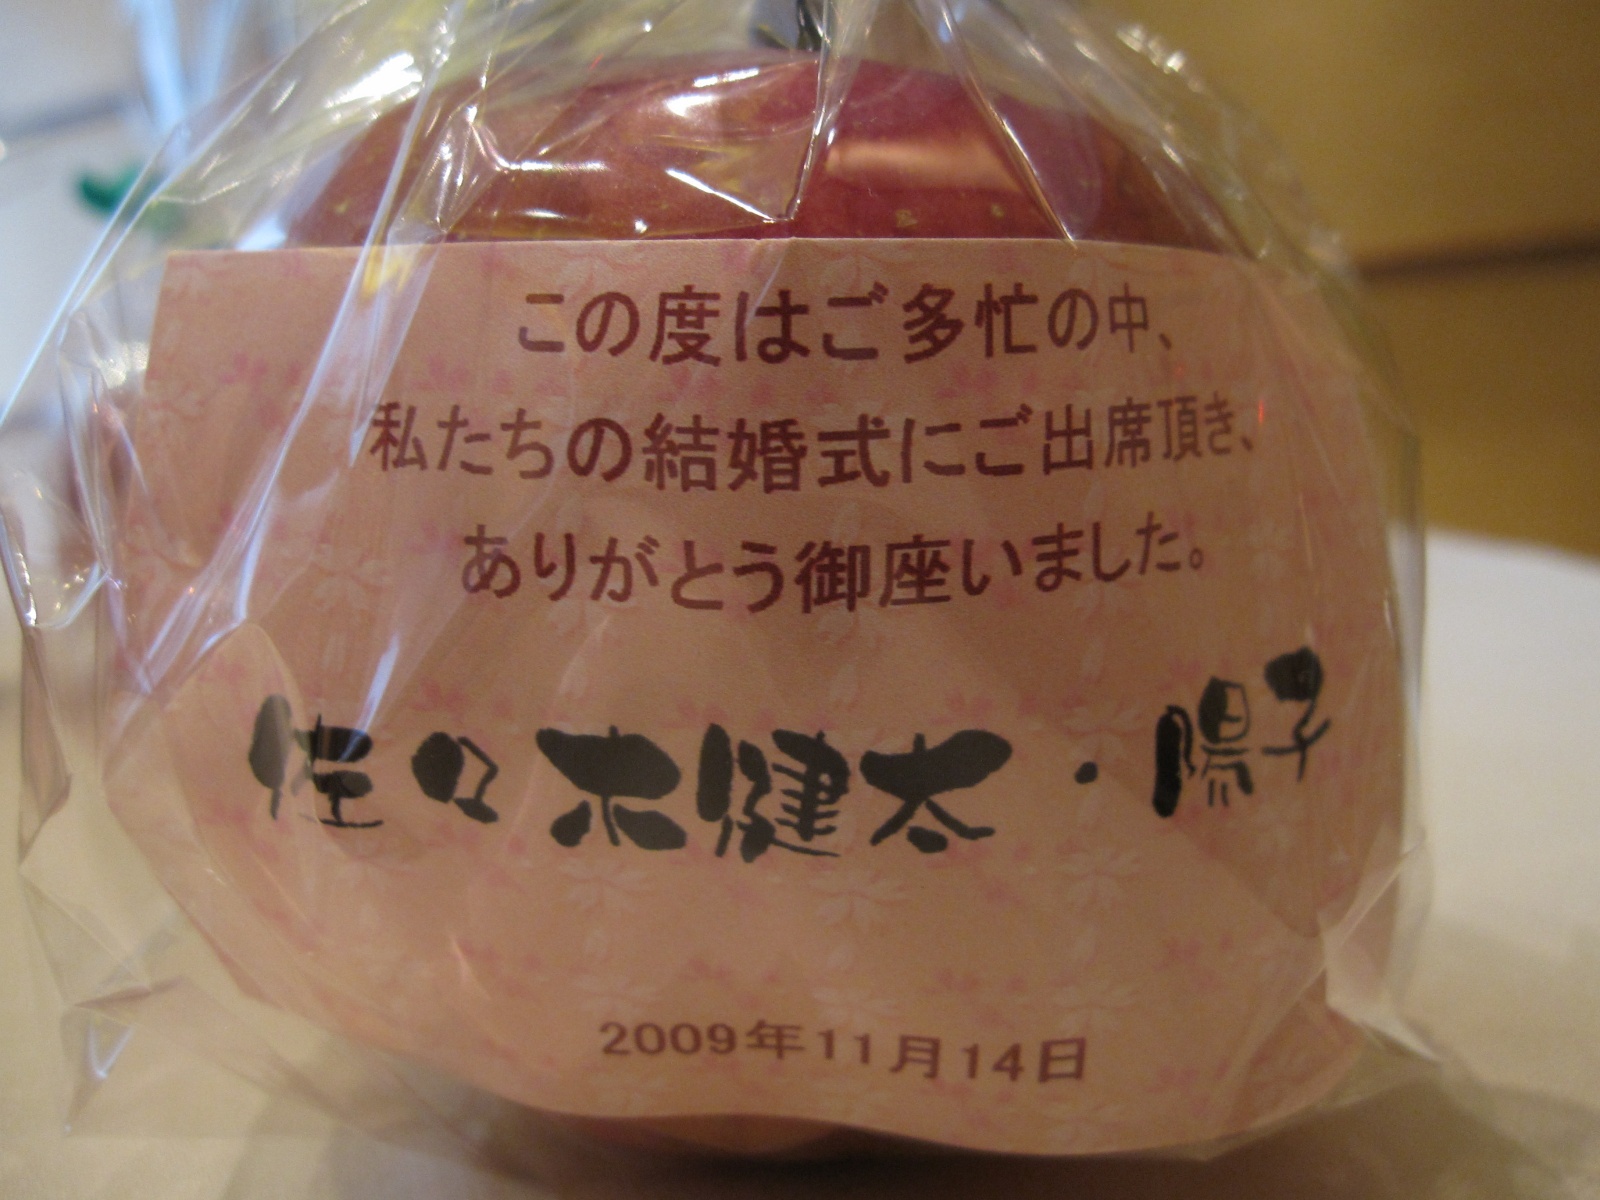 この度はご多忙の中、
私たちの結婚式にご出席頂き、
ありがとう御座いました。
佐々木健太・陽子
2009年11月14日